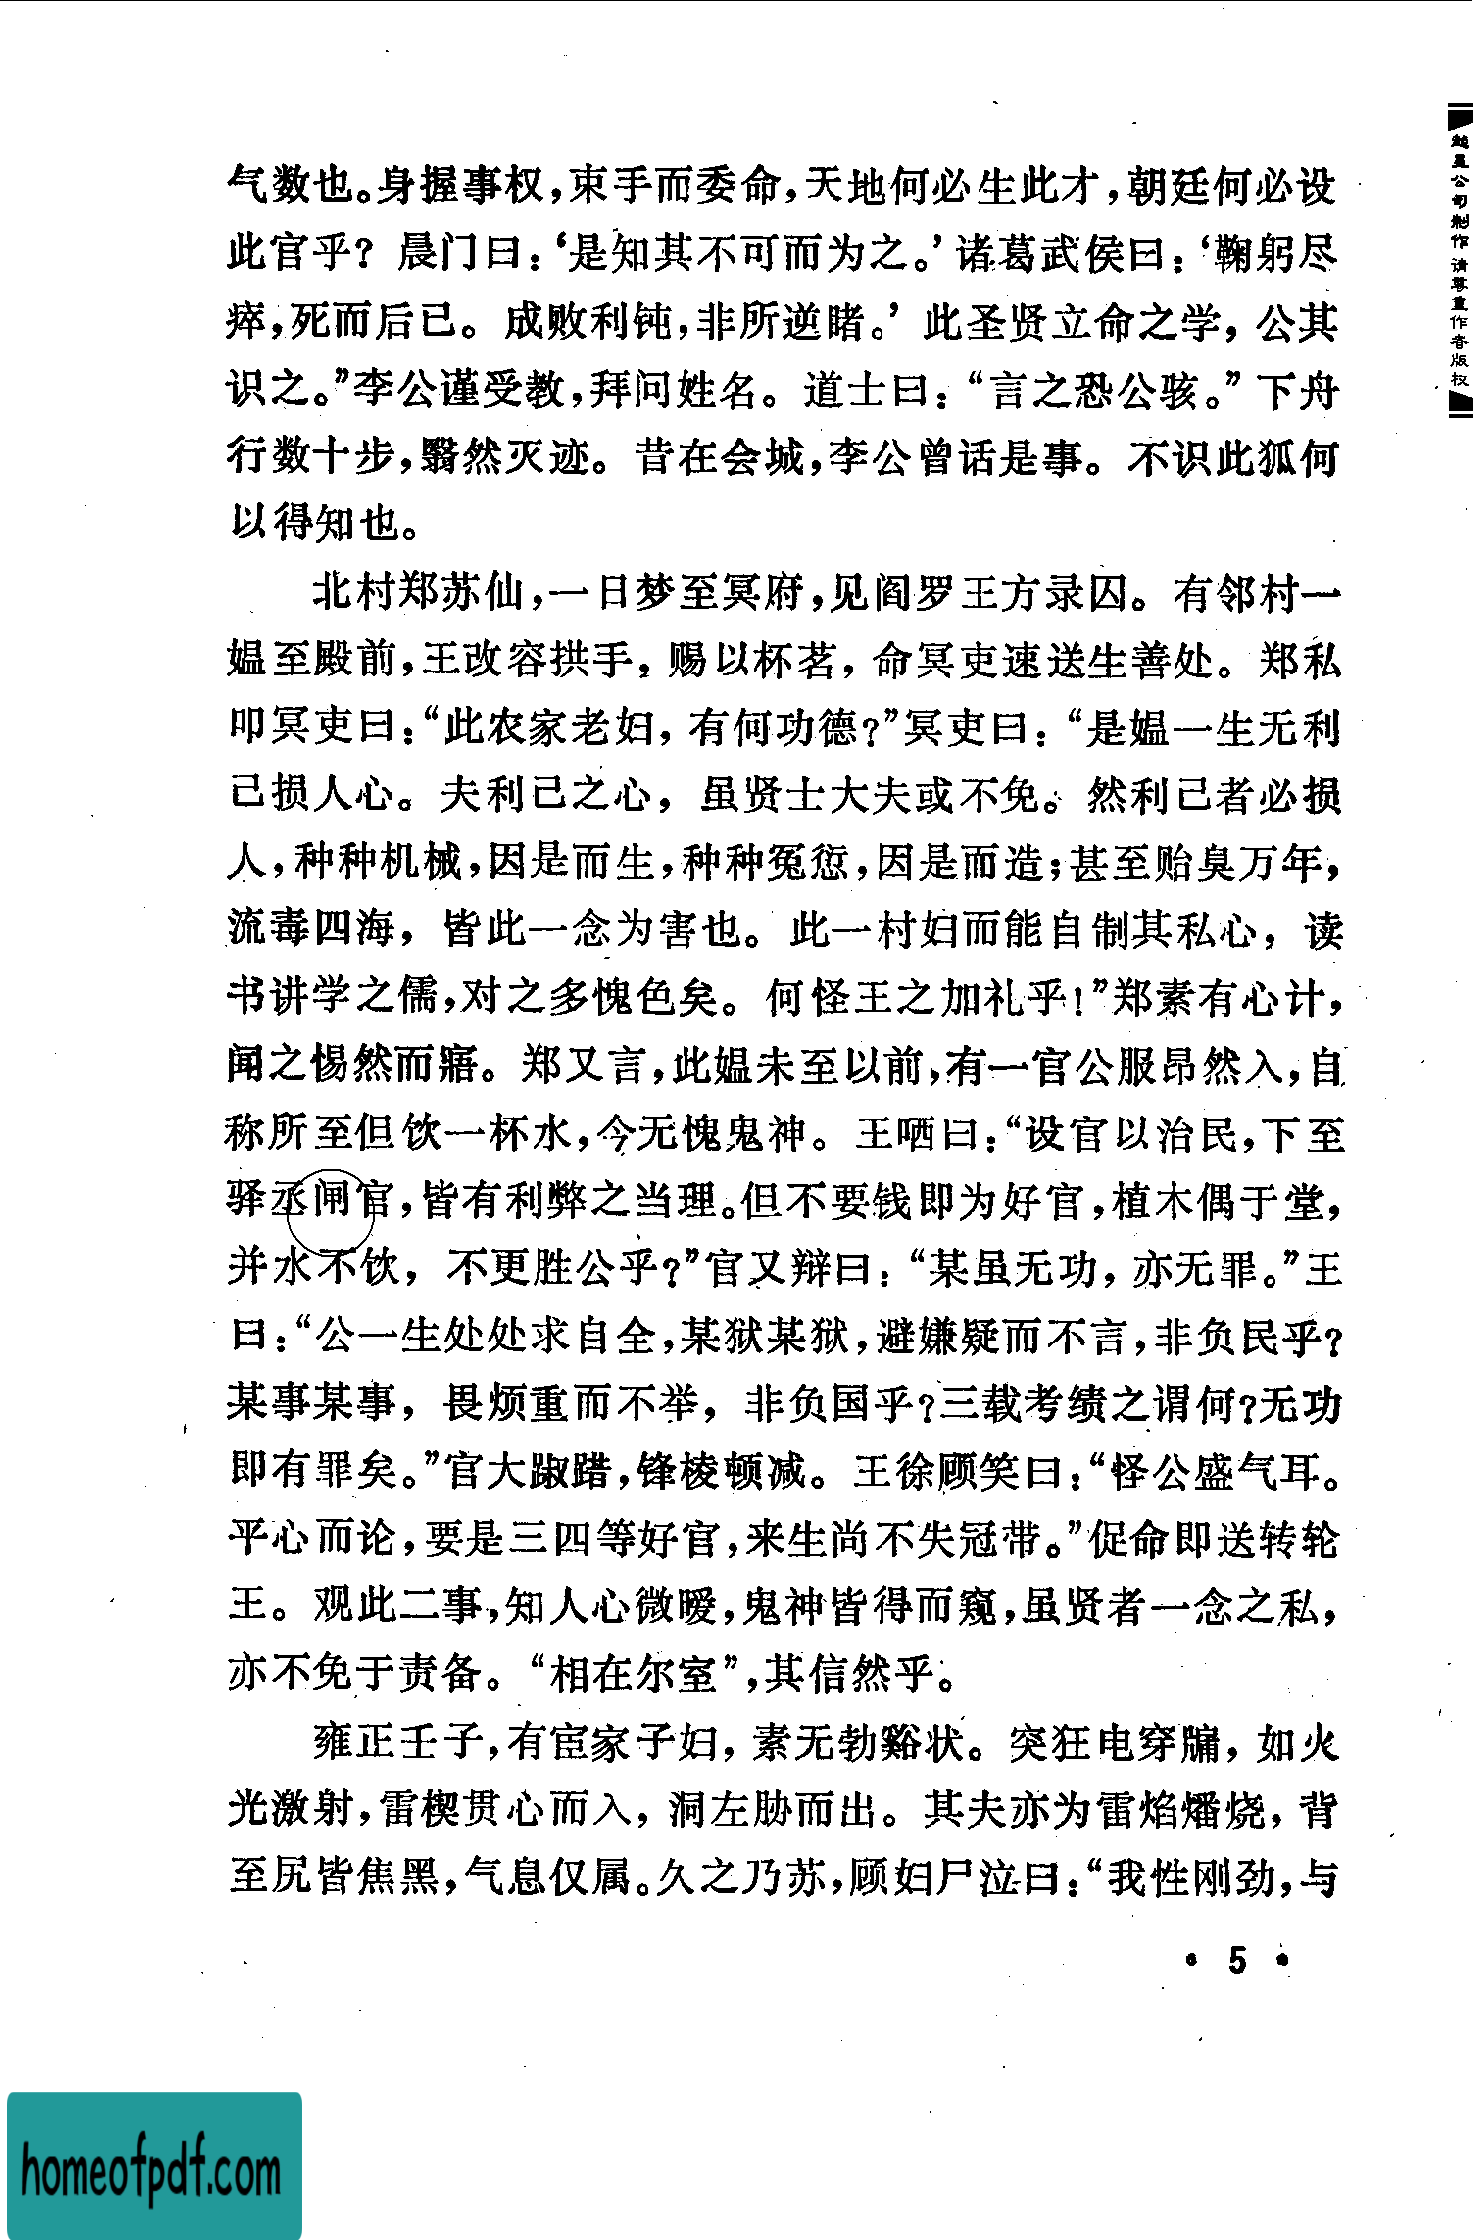 气数也。身握事权，束手而委命，天地何必生此才，朝廷何必设
此官乎？晨门曰：‘是知其不可而为之。’诸葛武侯曰：‘鞠躬尽
瘁，死而后已。成败利钝，非所逆睹。’此圣贤立命之学，公其
识之。”李公谨受教，拜问姓名。道士曰：“言之恐公骇。”下舟
行数十步，翳然灭迹。昔在会城，李公曾话是事。不识此狐何
以得知也。
北村郑苏仙，一日梦至冥府，见阎罗王方录囚。有邻村一
媪至殿前，王改容拱手，赐以杯茗，命冥吏速送生善处。郑私
叩冥吏曰：“此农家老妇，有何功德？”冥吏曰：“是媪一生无利
己损人心。夫利己之心，虽贤士大夫或不免。然利己者必损
人，种种机械，因是而生，种种冤愆，因是而造；甚至贻臭万年，
流毒四海，皆此一念为害也。此一村妇而能自制其私心，读
书讲学之儒，对之多愧色矣。何怪王之加礼乎！”郑素有心计，
闻之惕然而寤。郑又言，此媪未至以前，有一官公服昂然入，自
称所至但饮一杯水，今无愧鬼神。王哂曰：“设官以治民，下至
驿丞闸官，皆有利弊之当理。但不要钱即为好官，植木偶于堂，
并水不饮，不更胜公乎？”官又辩曰：“某虽无功，亦无罪。”王
曰：“公一生处处求自全，某狱某狱，避嫌疑而不言，非负民乎？
某事某事，畏烦重而不举，非负国乎？三载考绩之谓何？无功
即有罪矣。”官大踧踖，锋棱顿减。王徐顾笑曰：“怪公盛气耳。
平心而论，要是三四等好官，来生尚不失冠带。”促命即送转轮
王。观此二事，知人心微暧，鬼神皆得而窥，虽贤者一念之私，
亦不免于责备。“相在尔室”，其信然乎。
雍正壬子，有宦家子妇，素无勃谿状。突狂电穿牖，如火
光激射，雷楔贯心而入，洞左胁而出。其夫亦为雷焰燔烧，背
至尻皆焦黑，气息仅属。久之乃苏，顾妇尸泣曰：“我性刚劲，与
• 5 •
超星公司制作 请尊重作者版权
homeofpdf.com